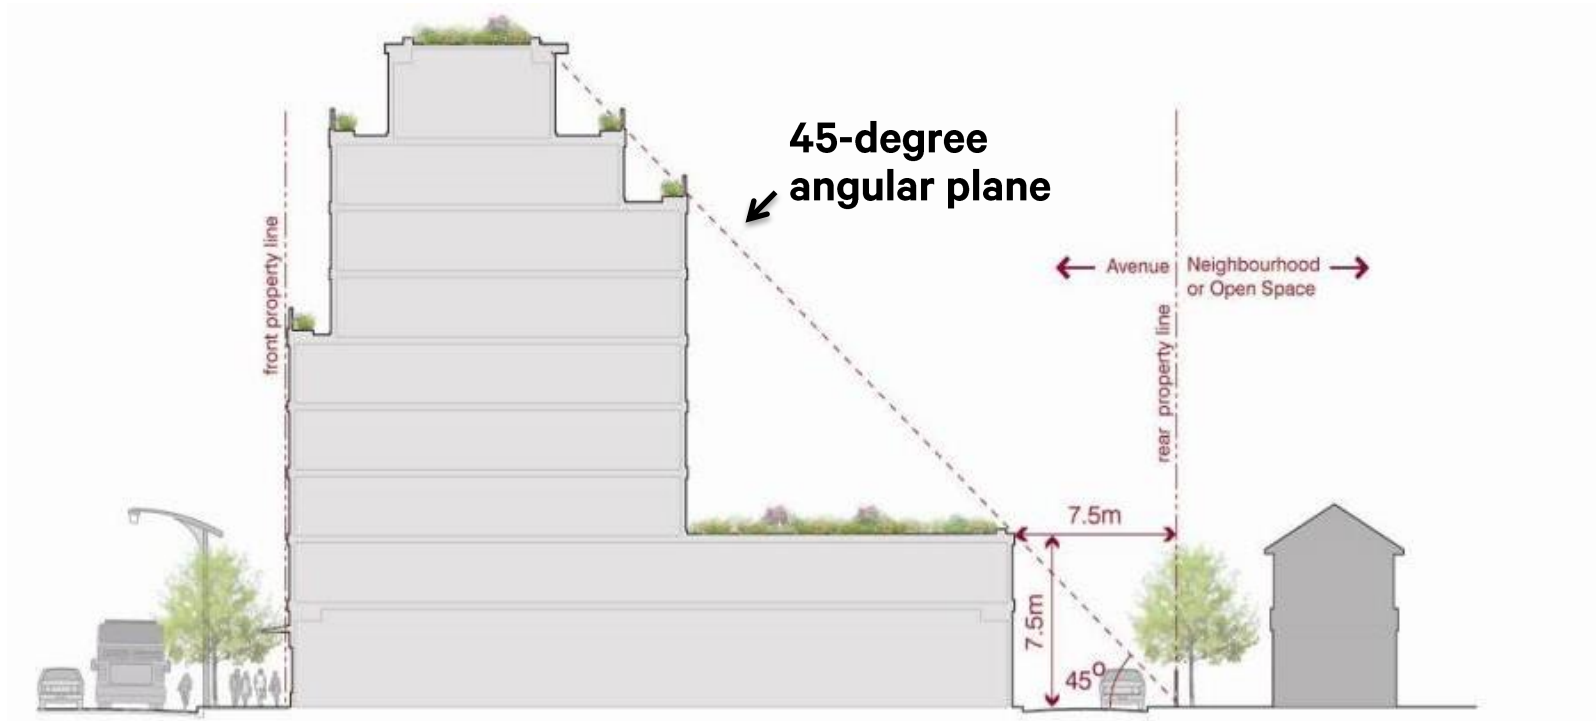 45-degree
angular plane
front property line
Avenue
Neighbourhood
or Open Space
rear property line
7.5m
7.5m
45°